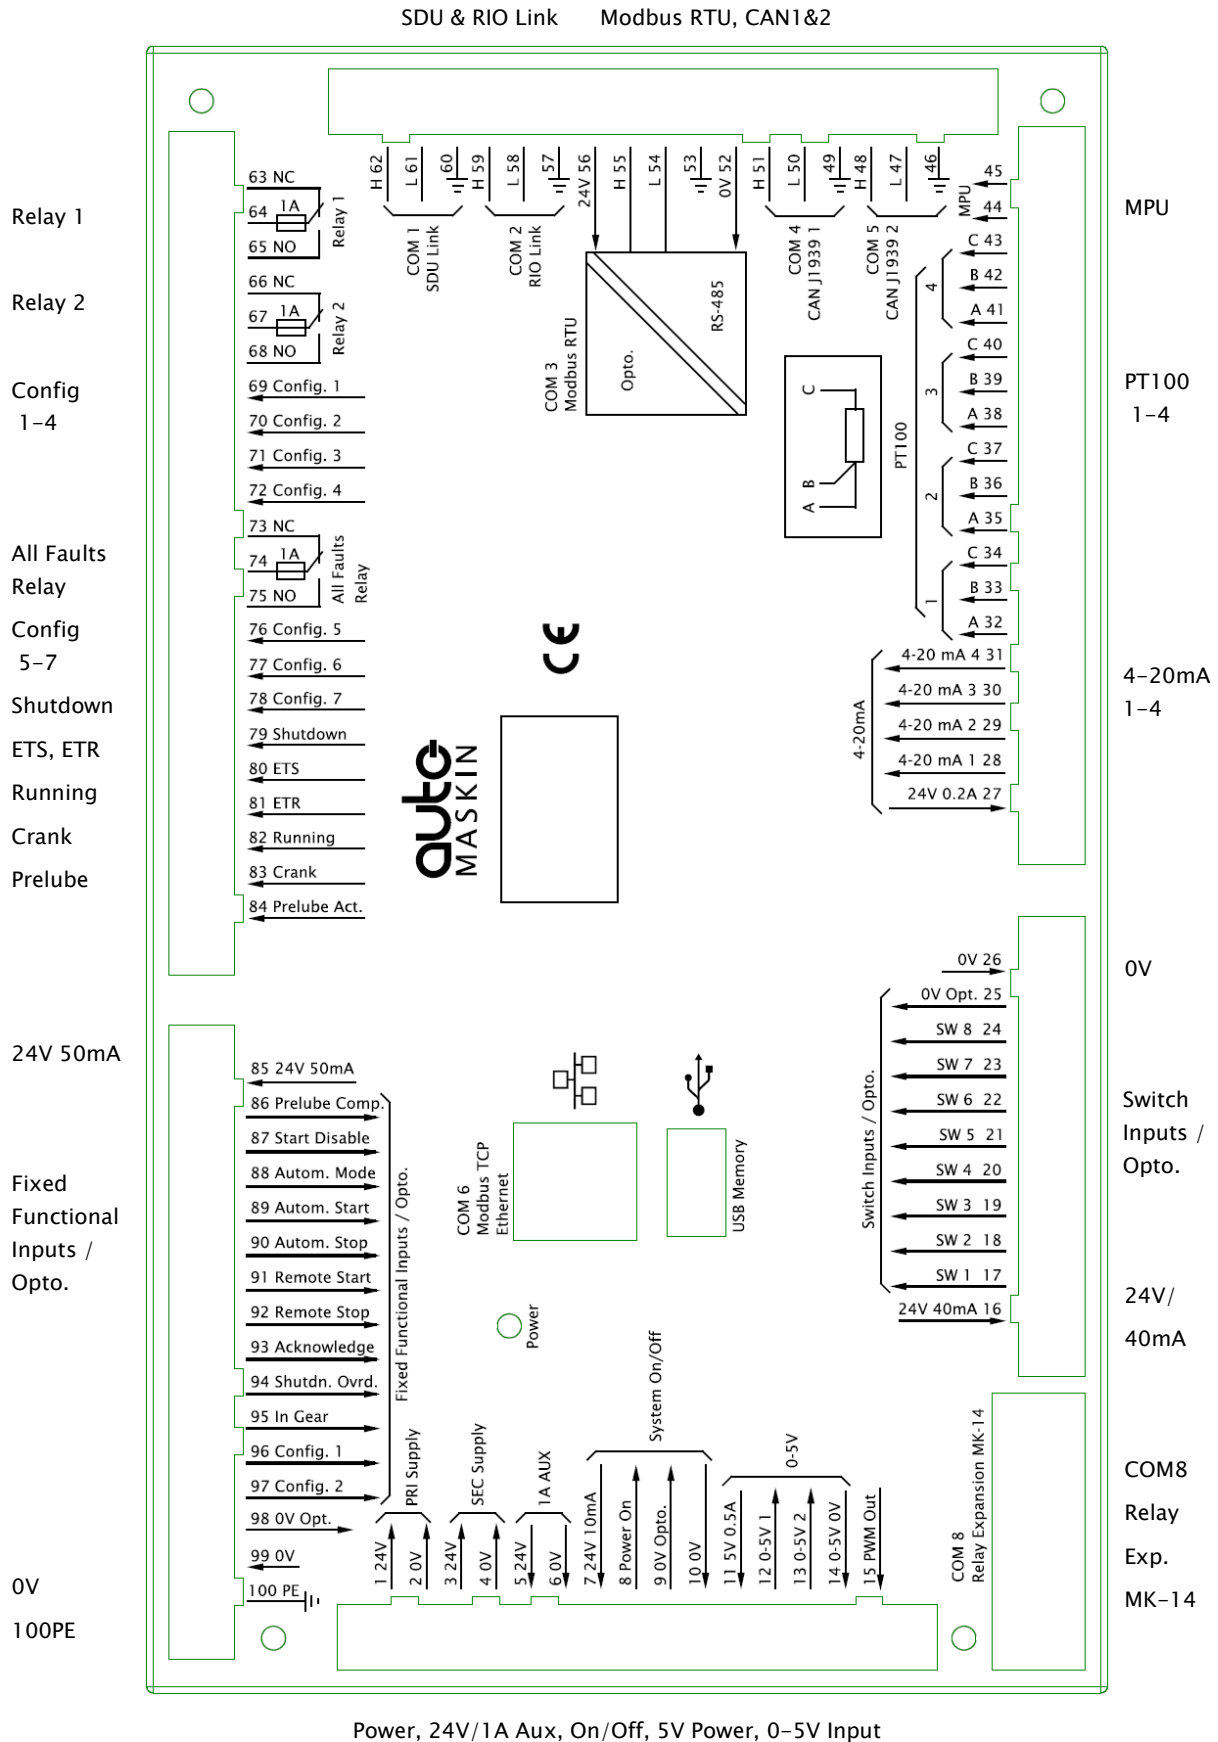 SDU & RIO Link Modbus RTU, CAN1&2
H 62
L 61
60
H 59
L 58
57
24V 56
H 55
L 54
53
0V 52
H 51
L 50
49
H 48
L 47
46
COM 1
SDU Link
COM 2
RIO Link
COM 3
Modbus RTU
Opto.
RS-485
COM 4
CAN J1939 1
COM 5
CAN J1939 2
Relay 1
Relay 2
Config
1-4
All Faults
Relay
Config
5-7
Shutdown
ETS, ETR
Running
Crank
Prelube
63 NC
64 1A
65 NO
Relay 1
66 NC
67 1A
68 NO
Relay 2
69 Config. 1
70 Config. 2
71 Config. 3
72 Config. 4
73 NC
74 1A
75 NO
All Faults
Relay
76 Config. 5
77 Config. 6
78 Config. 7
79 Shutdown
80 ETS
81 ETR
82 Running
83 Crank
84 Prelube Act.
CE
auto
MASKIN
C
B
A
PT100
45
MPU
44
C 43
B 42
A 41
4
C 40
B 39
A 38
3
C 37
B 36
A 35
2
C 34
B 33
A 32
1
4-20 mA 4 31
4-20 mA 3 30
4-20 mA 2 29
4-20 mA 1 28
24V 0.2A 27
4-20mA
MPU
PT100
1-4
4-20mA
1-4
24V 50mA
Fixed
Functional
Inputs /
Opto.
0V
100PE
85 24V 50mA
86 Prelube Comp.
87 Start Disable
88 Autom. Mode
89 Autom. Start
90 Autom. Stop
91 Remote Start
92 Remote Stop
93 Acknowledge
94 Shutdn. Ovrd.
95 In Gear
96 Config. 1
97 Config. 2
98 0V Opt.
99 0V
100 PE
Fixed Functional Inputs / Opto.
COM 6
Modbus TCP
Ethernet
USB Memory
Power
0V 26
0V Opt. 25
SW 8 24
SW 7 23
SW 6 22
SW 5 21
SW 4 20
SW 3 19
SW 2 18
SW 1 17
24V 40mA 16
Switch Inputs / Opto.
0V
Switch
Inputs /
Opto.
24V/
40mA
COM8
Relay
Exp.
MK-14
PRI Supply
SEC Supply
1A AUX
System On/Off
0-5V
1 24V
2 0V
3 24V
4 0V
5 24V
6 0V
7 24V 10mA
8 Power On
9 0V Opto.
10 0V
11 5V 0.5A
12 0-5V 1
13 0-5V 2
14 0-5V 0V
15 PWM Out
COM 8
Relay Expansion MK-14
Power, 24V/1A Aux, On/Off, 5V Power, 0-5V Input